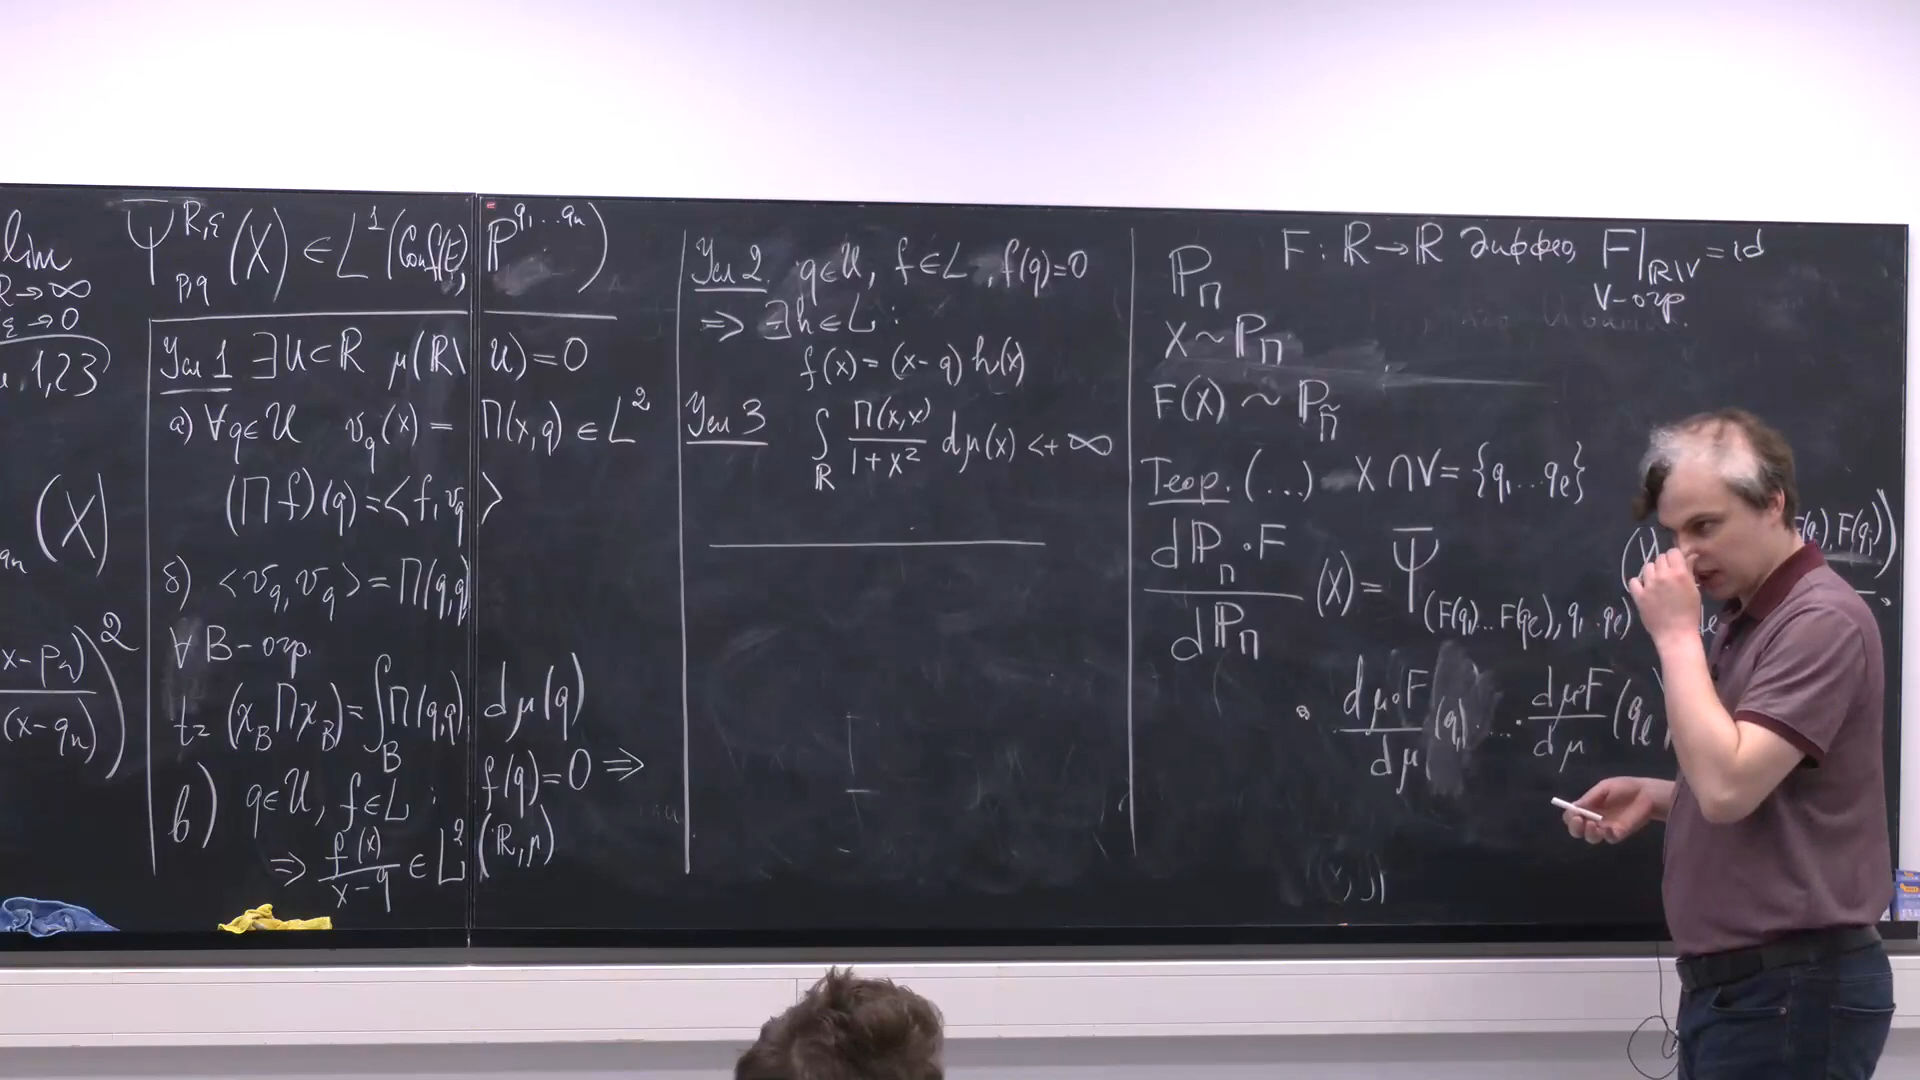 lim Ψ̄^{R,ε}_{p,q} (X) ∈ L^1 (Conf(E), ℙ^{q_1...q_n})
R→∞
ε→0
1,2,3
(X)
(x-q_n))^2
Усл 1 ∃U⊂ℝ μ(ℝ\U)=0
а) ∀q∈U v_q(x) = Π(x,q) ∈ L^2
(Πf)(q)=<f,v_q>
б) <v_q,v_q>=Π(q,q)
∀ B-огр.
tr (χ_B Π χ_B)=∫_B Π(q,q) dμ(q)
в) q∈U, f∈L : f(q)=0 ⇒
⇒ f(x)/(x-q) ∈ L^2 (ℝ,μ)
Усл 2. q∈U, f∈L, f(q)=0
⇒ ∃h∈L :
f(x)=(x-q)h(x)
Усл 3 ∫_ℝ Π(x,x)/(1+x^2) dμ(x)<+∞
ℙ_Π F: ℝ→ℝ диффео, F|_{ℝ\V}=id
V-огр
X~ℙ_Π
F(X) ~ ℙ_Π̃
Теор. (...) X∩V={q_1...q_l}
dℙ_Π∘F/dℙ_Π (X) = Ψ̄_{(F(q_1)...F(q_l), q_1...q_l)} F(q_j))
· dμ∘F/dμ (q_1) ... · dμ∘F/dμ (q_l)